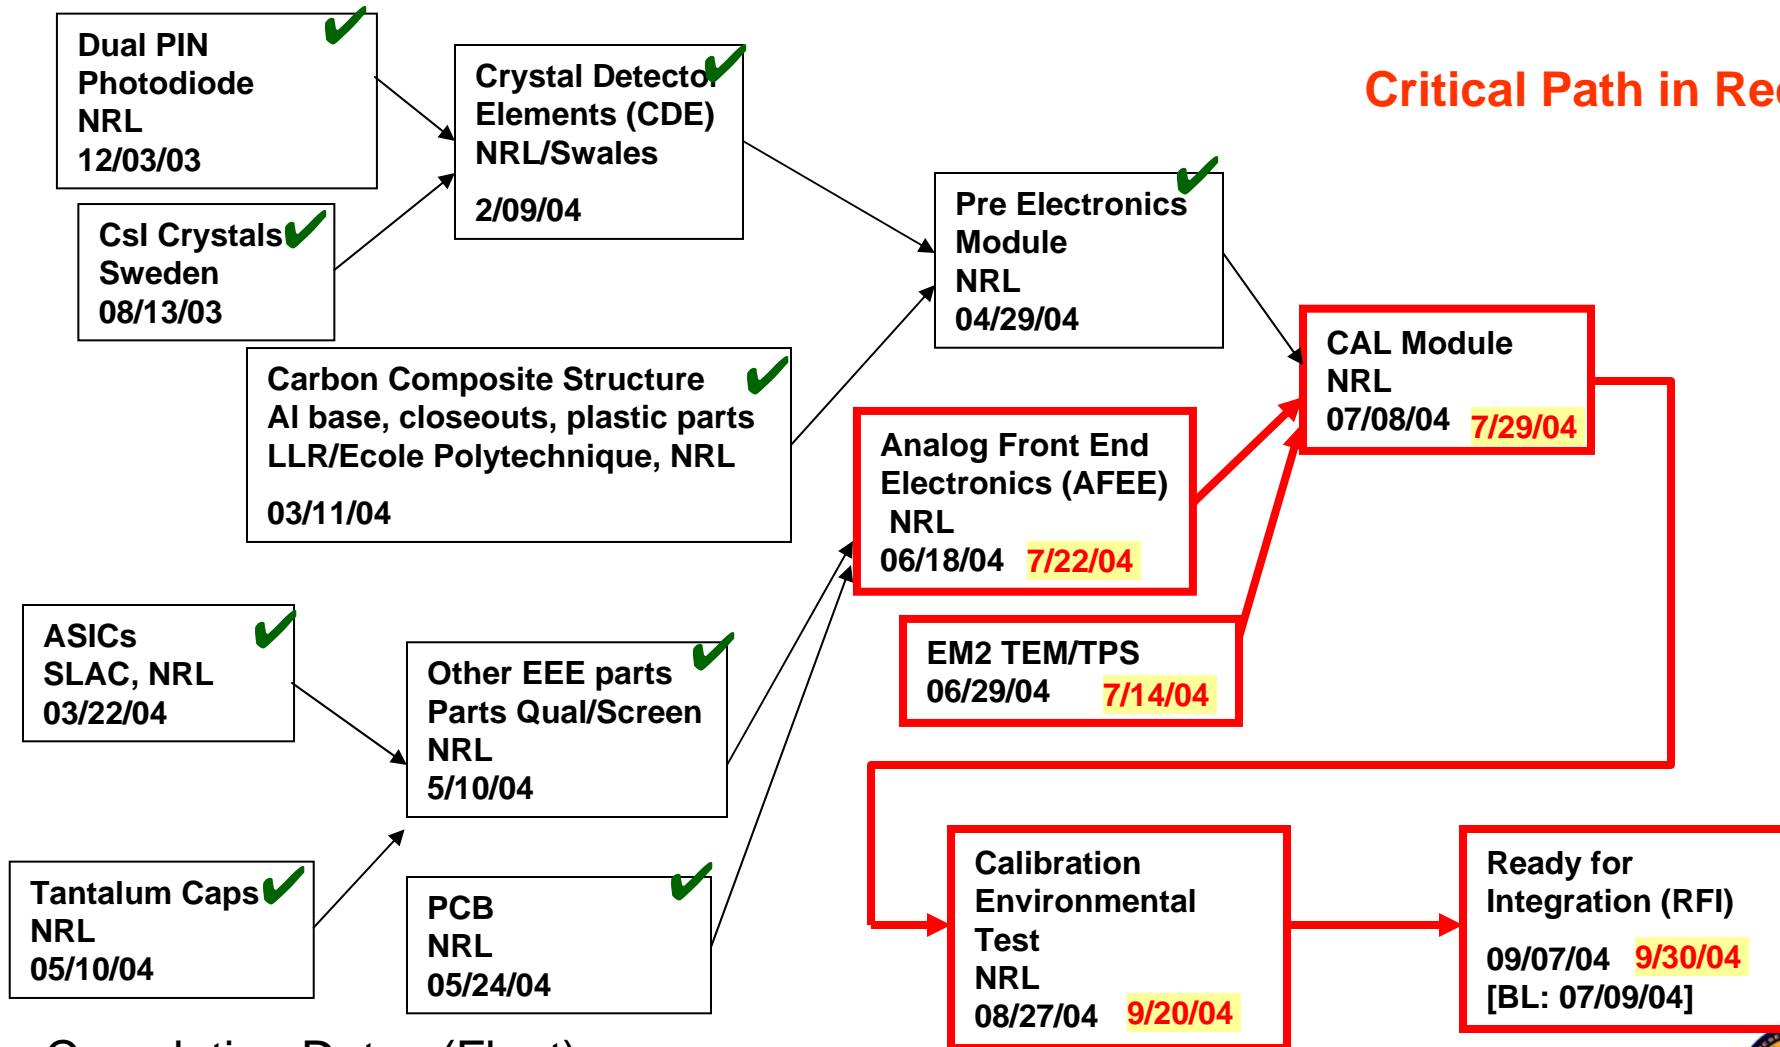 Dual PIN
Photodiode
NRL
12/03/03
Crystal Detector
Elements (CDE)
NRL/Swales
2/09/04
Critical Path in Red
CsI Crystals
Sweden
08/13/03
Pre Electronics
Module
NRL
04/29/04
Carbon Composite Structure
Al base, closeouts, plastic parts
LLR/Ecole Polytechnique, NRL
03/11/04
CAL Module
NRL
07/08/04 7/29/04
Analog Front End
Electronics (AFEE)
NRL
06/18/04 7/22/04
EM2 TEM/TPS
06/29/04 7/14/04
ASICs
SLAC, NRL
03/22/04
Other EEE parts
Parts Qual/Screen
NRL
5/10/04
Tantalum Caps
NRL
05/10/04
PCB
NRL
05/24/04
Calibration
Environmental
Test
NRL
08/27/04 9/20/04
Ready for
Integration (RFI)
09/07/04 9/30/04
[BL: 07/09/04]